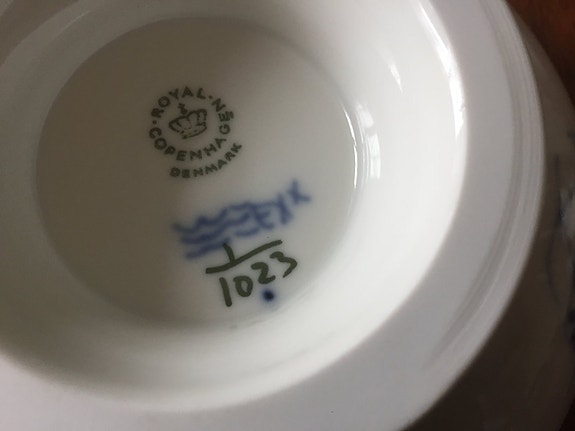 ROYAL COPENHAGEN
DENMARK
1
1023